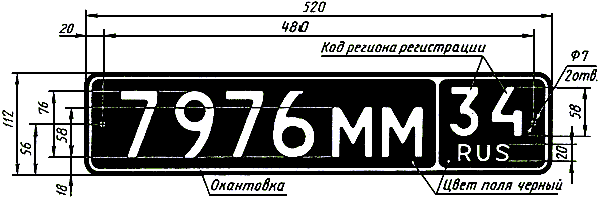 520
20 480
Код региона регистрации
Ф7
2отв.
112 76 58 56 18
7976ММ 34
RUS
58
20
Окантовка
Цвет поля черный